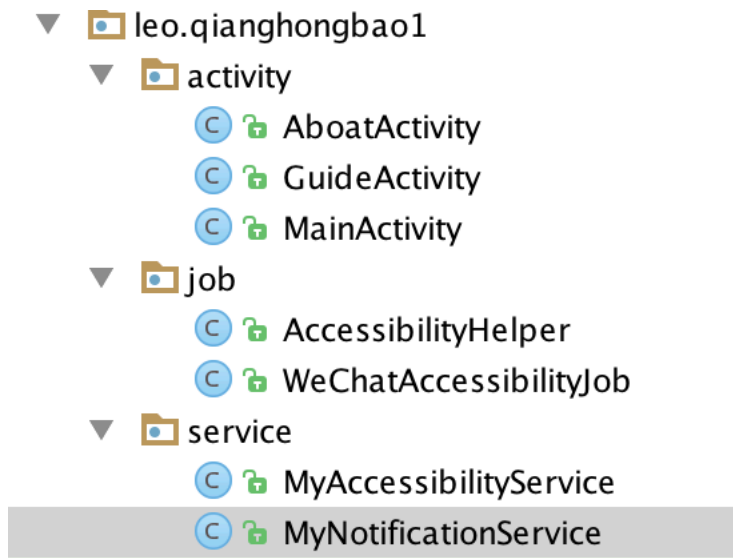 leo.qianghongbao1
activity
C AboatActivity
C GuideActivity
C MainActivity
job
C AccessibilityHelper
C WeChatAccessibilityJob
service
C MyAccessibilityService
C MyNotificationService